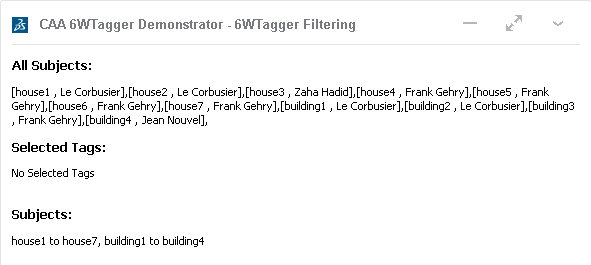 CAA 6WTagger Demonstrator - 6WTagger Filtering
All Subjects:
[house1 , Le Corbusier],[house2 , Le Corbusier],[house3 , Zaha Hadid],[house4 , Frank Gehry],[house5 , Frank
Gehry],[house6 , Frank Gehry],[house7 , Frank Gehry],[building1 , Le Corbusier],[building2 , Le Corbusier],[building3
, Frank Gehry],[building4 , Jean Nouvel],
Selected Tags:
No Selected Tags
Subjects:
house1 to house7, building1 to building4